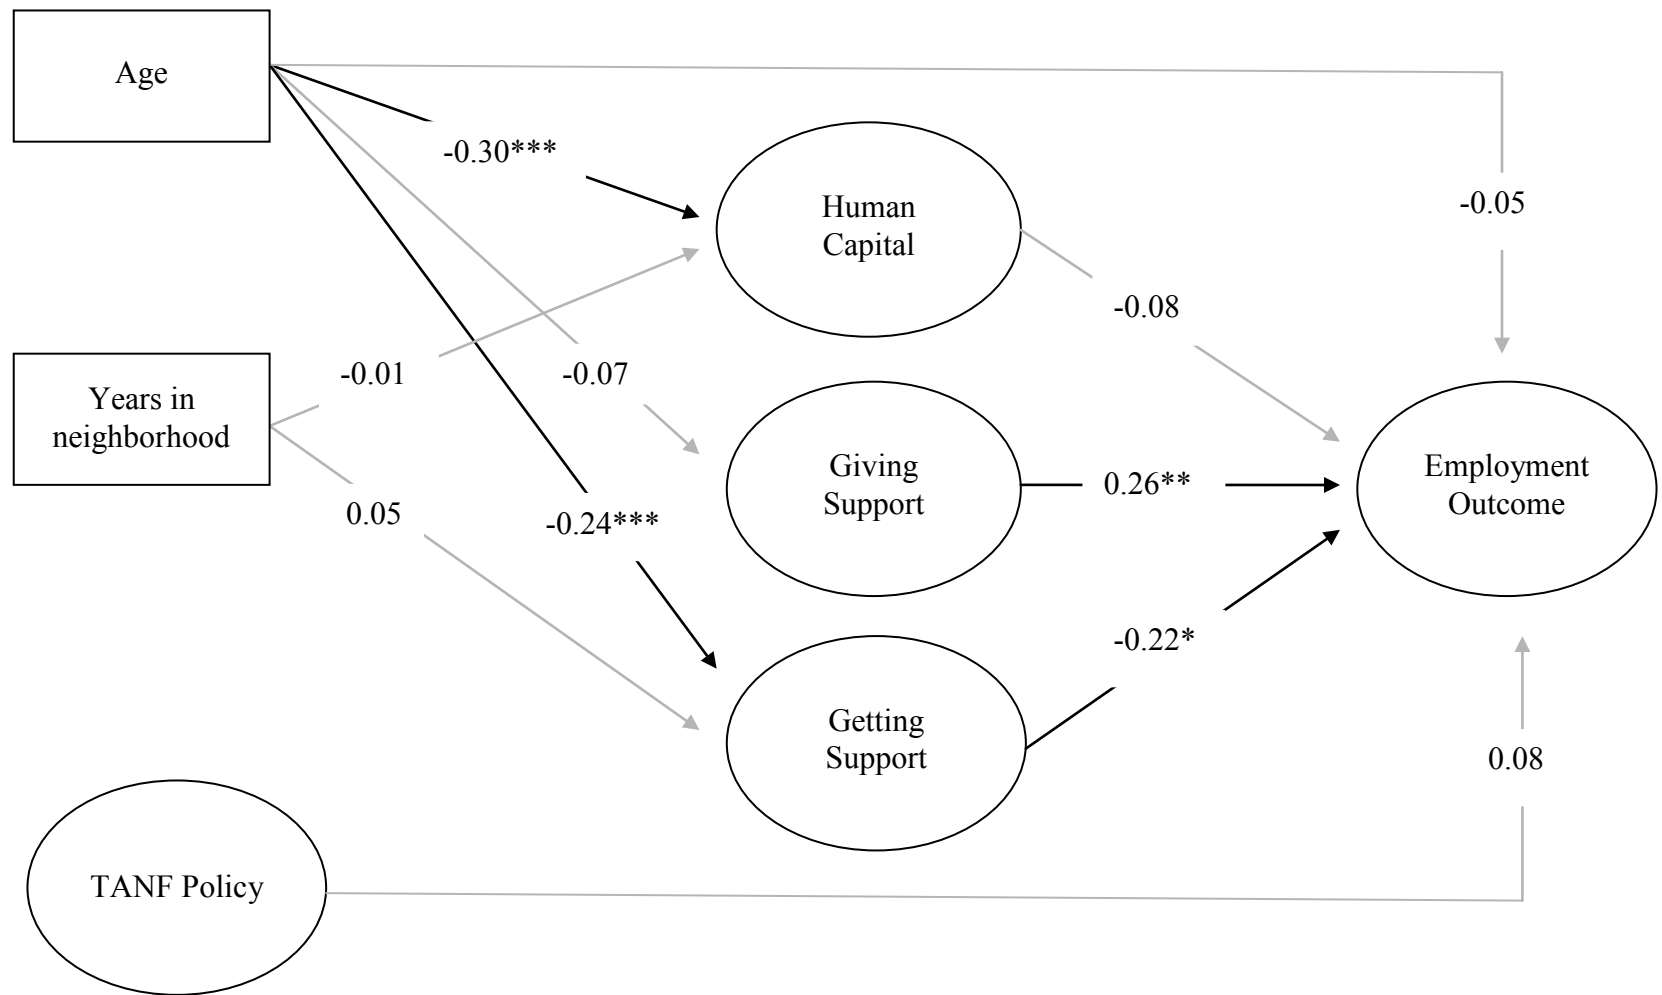 Age
-0.30***
Human
Capital
-0.05
-0.08
-0.01
-0.07
Years in
neighborhood
Giving
Support
0.26**
Employment
Outcome
0.05
-0.24***
-0.22*
Getting
Support
0.08
TANF Policy